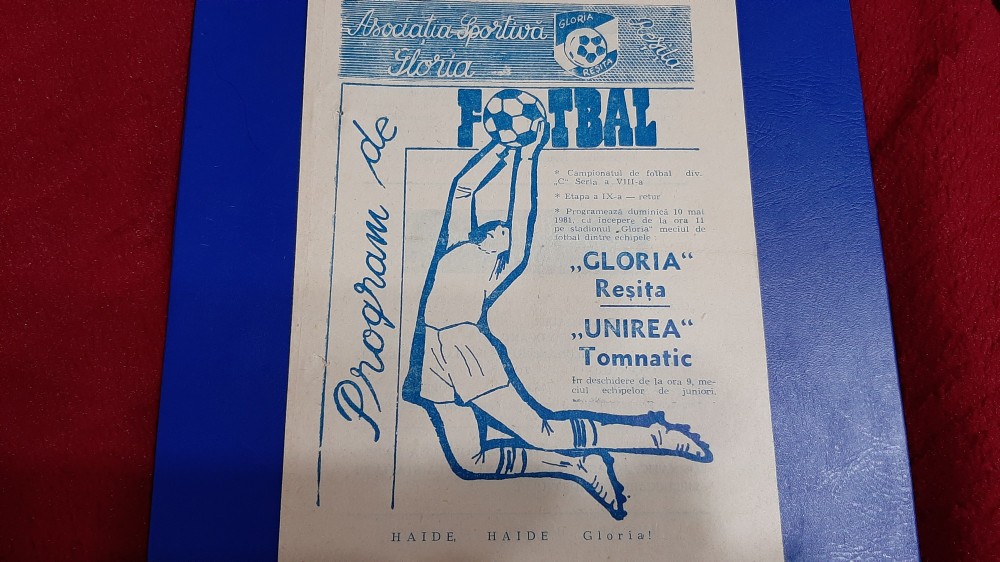 Asociația Sportivă
Gloria
Reșița
GLORIA
REȘIȚA
FOTBAL
Program de
* Campionatul de fotbal div.
„C" Seria a VIII-a
* Etapa a IX-a — retur
* Programează duminică 10 mai
1981, cu începere de la ora 11
pe stadionul „Gloria" meciul de
fotbal dintre echipele
„GLORIA"
Reșița
„UNIREA"
Tomnatic
În deschidere de la ora 9, me-
ciul echipelor de juniori.
HAIDE, HAIDE Gloria!